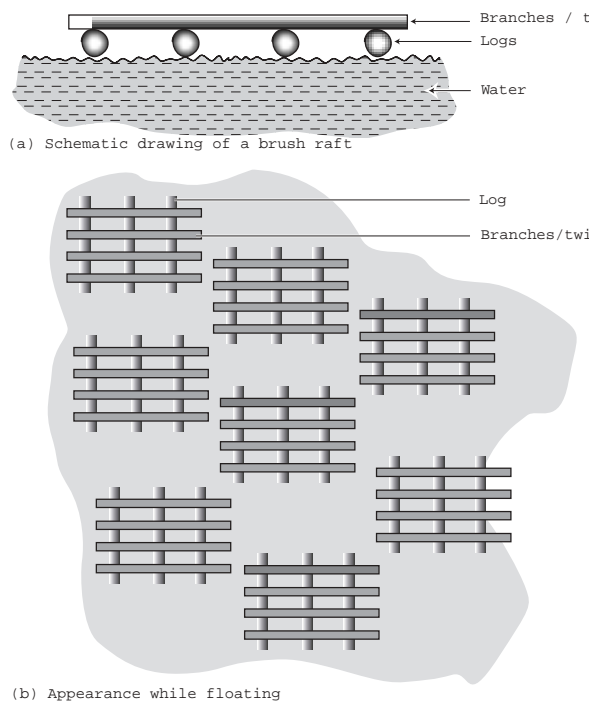 Branches / t
Logs
Water
(a) Schematic drawing of a brush raft
Log
Branches/twi
(b) Appearance while floating